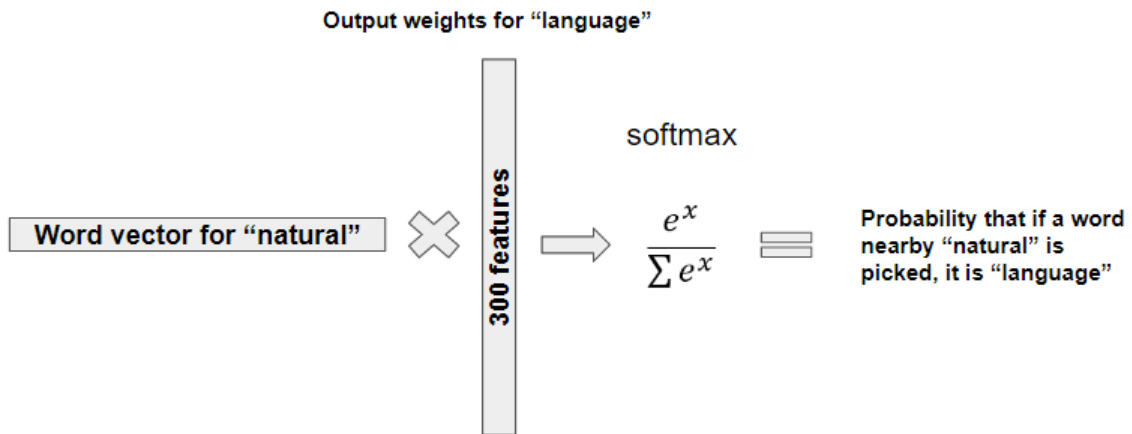 Output weights for “language”
softmax
Word vector for “natural”
300 features
e^x
∑ e^x
Probability that if a word
nearby “natural” is
picked, it is “language”